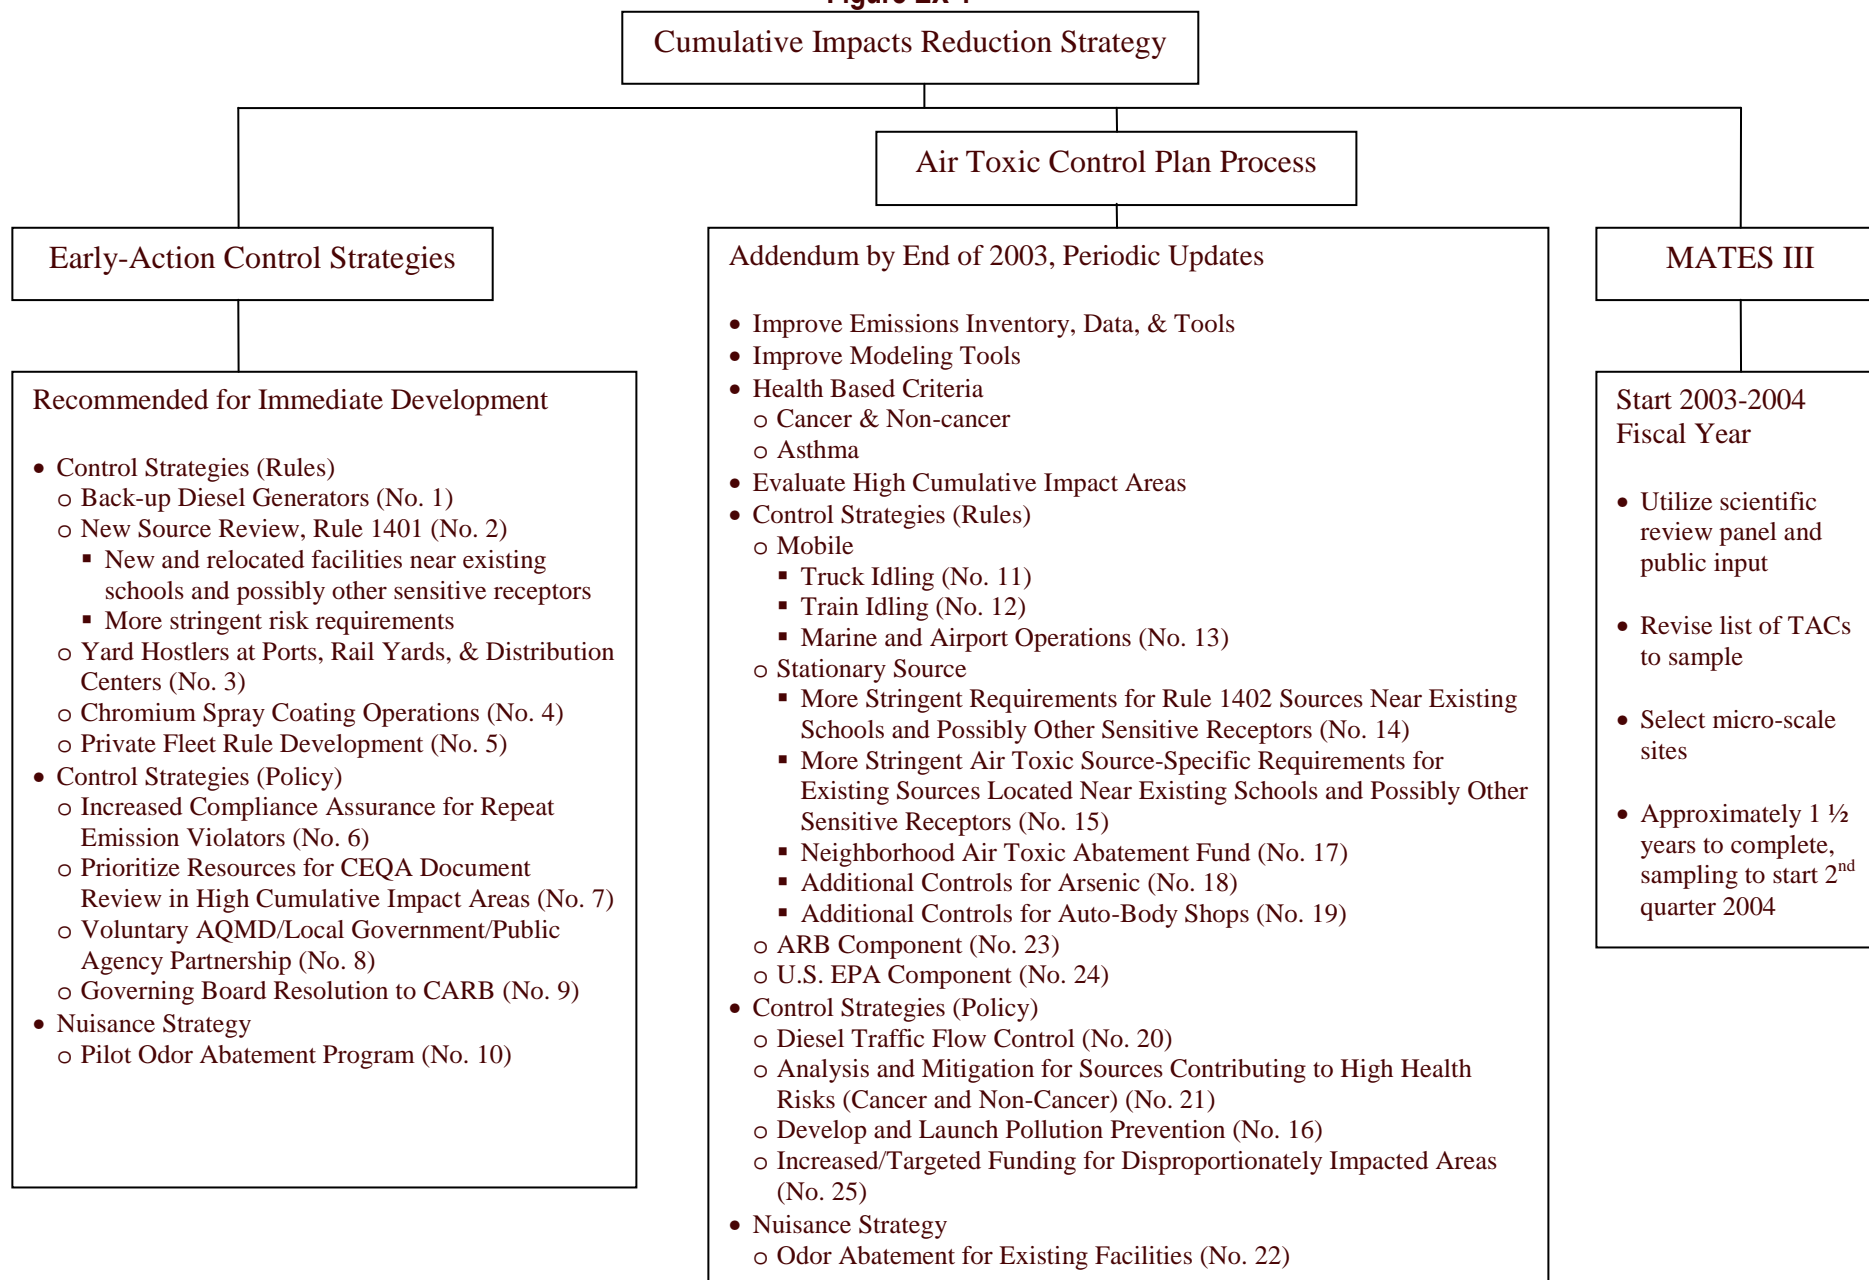 Cumulative Impacts Reduction Strategy
Air Toxic Control Plan Process
Early-Action Control Strategies
Recommended for Immediate Development
• Control Strategies (Rules)
o Back-up Diesel Generators (No. 1)
o New Source Review, Rule 1401 (No. 2)
▪ New and relocated facilities near existing
schools and possibly other sensitive receptors
▪ More stringent risk requirements
o Yard Hostlers at Ports, Rail Yards, & Distribution
Centers (No. 3)
o Chromium Spray Coating Operations (No. 4)
o Private Fleet Rule Development (No. 5)
• Control Strategies (Policy)
o Increased Compliance Assurance for Repeat
Emission Violators (No. 6)
o Prioritize Resources for CEQA Document
Review in High Cumulative Impact Areas (No. 7)
o Voluntary AQMD/Local Government/Public
Agency Partnership (No. 8)
o Governing Board Resolution to CARB (No. 9)
• Nuisance Strategy
o Pilot Odor Abatement Program (No. 10)
Addendum by End of 2003, Periodic Updates
• Improve Emissions Inventory, Data, & Tools
• Improve Modeling Tools
• Health Based Criteria
o Cancer & Non-cancer
o Asthma
• Evaluate High Cumulative Impact Areas
• Control Strategies (Rules)
o Mobile
▪ Truck Idling (No. 11)
▪ Train Idling (No. 12)
▪ Marine and Airport Operations (No. 13)
o Stationary Source
▪ More Stringent Requirements for Rule 1402 Sources Near Existing
Schools and Possibly Other Sensitive Receptors (No. 14)
▪ More Stringent Air Toxic Source-Specific Requirements for
Existing Sources Located Near Existing Schools and Possibly Other
Sensitive Receptors (No. 15)
▪ Neighborhood Air Toxic Abatement Fund (No. 17)
▪ Additional Controls for Arsenic (No. 18)
▪ Additional Controls for Auto-Body Shops (No. 19)
o ARB Component (No. 23)
o U.S. EPA Component (No. 24)
• Control Strategies (Policy)
o Diesel Traffic Flow Control (No. 20)
o Analysis and Mitigation for Sources Contributing to High Health
Risks (Cancer and Non-Cancer) (No. 21)
o Develop and Launch Pollution Prevention (No. 16)
o Increased/Targeted Funding for Disproportionately Impacted Areas
(No. 25)
• Nuisance Strategy
o Odor Abatement for Existing Facilities (No. 22)
MATES III
Start 2003-2004
Fiscal Year
• Utilize scientific
review panel and
public input
• Revise list of TACs
to sample
• Select micro-scale
sites
• Approximately 1 ½
years to complete,
sampling to start 2nd
quarter 2004